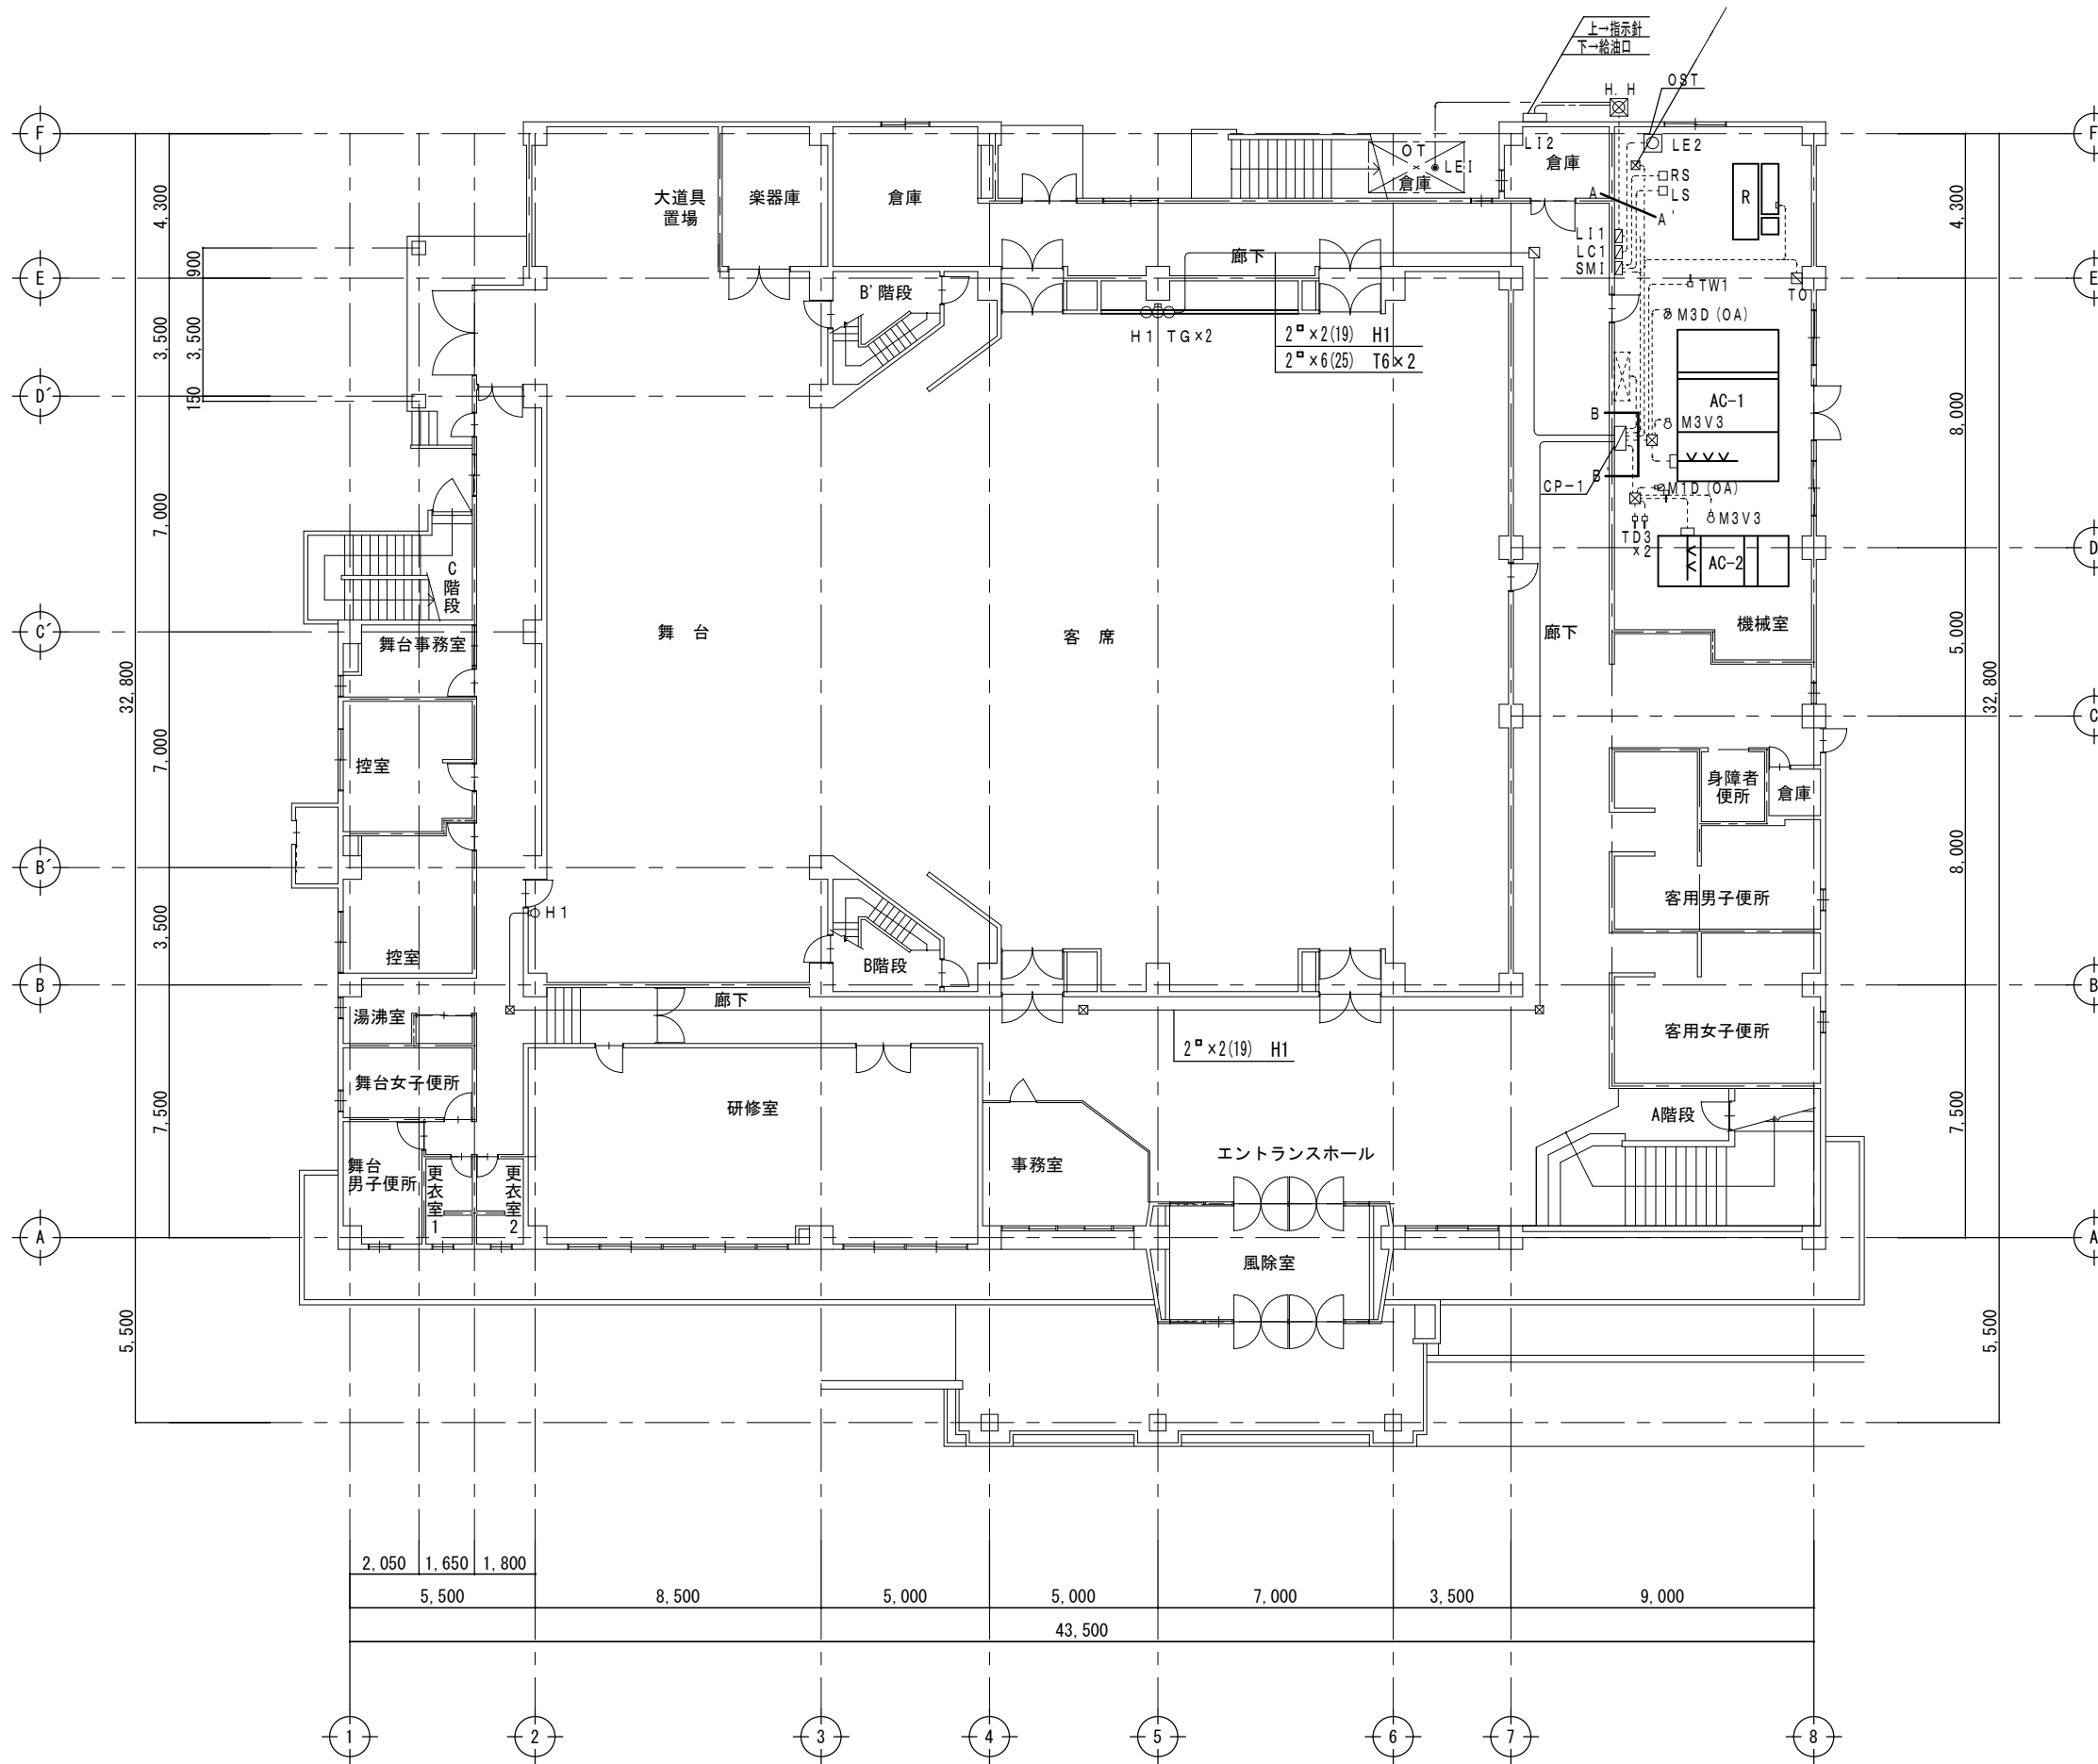 上→指示針
下→給油口
H. H
OST
F
F
LI2
倉庫
LE2
OT
倉庫
LEI
RS
LS
R
A
A'
大道具
置場
楽器庫
倉庫
4,300
4,300
900
LI1
LC1
SMI
廊下
E
E
B'階段
TW1
TO
M3D (OA)
H1 TG×2
2□×2(19) H1
2□×6(25) T6×2
3,500
3,500
150
D'
AC-1
B
M3V3
8,000
B
CP-1
M1D (OA)
M3V3
TD3
×2
7,000
D
AC-2
C
階
段
C'
舞台事務室
舞 台
客 席
廊下
機械室
5,000
32,800
32,800
C
7,000
控室
身障者
便所
倉庫
B'
8,000
客用男子便所
H1
3,500
控室
B階段
B
B
廊下
湯沸室
客用女子便所
2□×2(19) H1
舞台女子便所
研修室
A階段
7,500
7,500
エントランスホール
事務室
舞台
男子便所
更
衣
室
1
更
衣
室
2
A
A
風除室
5,500
5,500
2,050
1,650
1,800
5,500
8,500
5,000
5,000
7,000
3,500
9,000
43,500
1
2
3
4
5
6
7
8